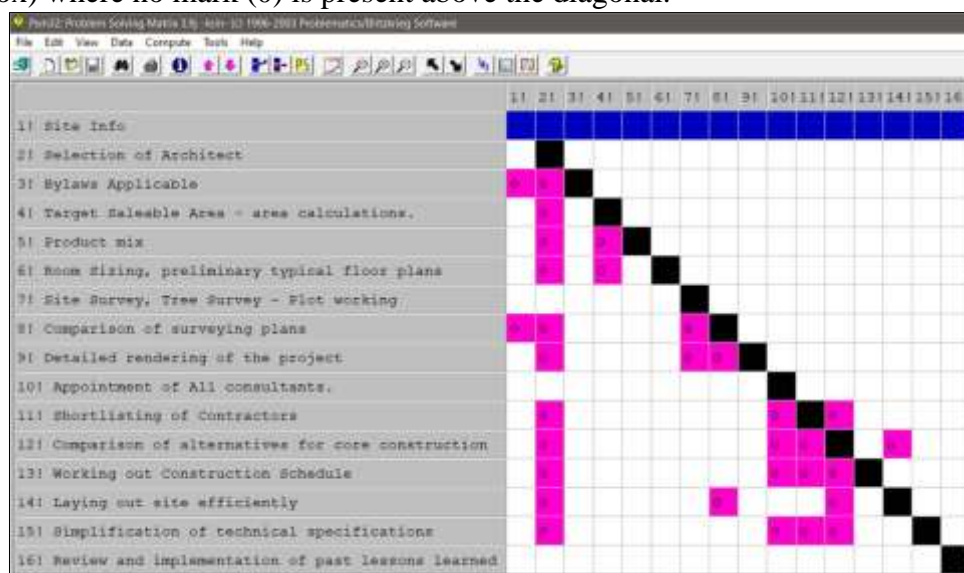 on) where no mark (0) is present above the diagonal.
File Edit View Data Compute Tools Help
1! 2! 3! 4! 5! 6! 7! 8! 9! 10! 11! 12! 13! 14! 15! 16
1! Site Info
2! Selection of Architect
3! Bylaws Applicable
4! Target Saleable Area - area calculations.
5! Product mix
6! Room Sizing, preliminary typical floor plans
7! Site Survey, Tree Survey - Plot working
8! Comparison of surveying plans
9! Detailed rendering of the project
10! Appointment of All consultants.
11! Shortlisting of Contractors
12! Comparison of alternatives for core construction
13! Working out Construction Schedule
14! Laying out site efficiently
15! Simplification of technical specifications
16! Review and implementation of past lessons learned